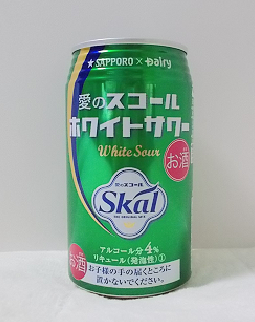 ★ SAPPORO × Dairy
愛のスコール
ホワイトサワー
White Sour
お酒
愛のスコール
Skal
アルコール分4%
リキュール(発泡性)①
お酒
お子様の手の届くところに
置かないでください。